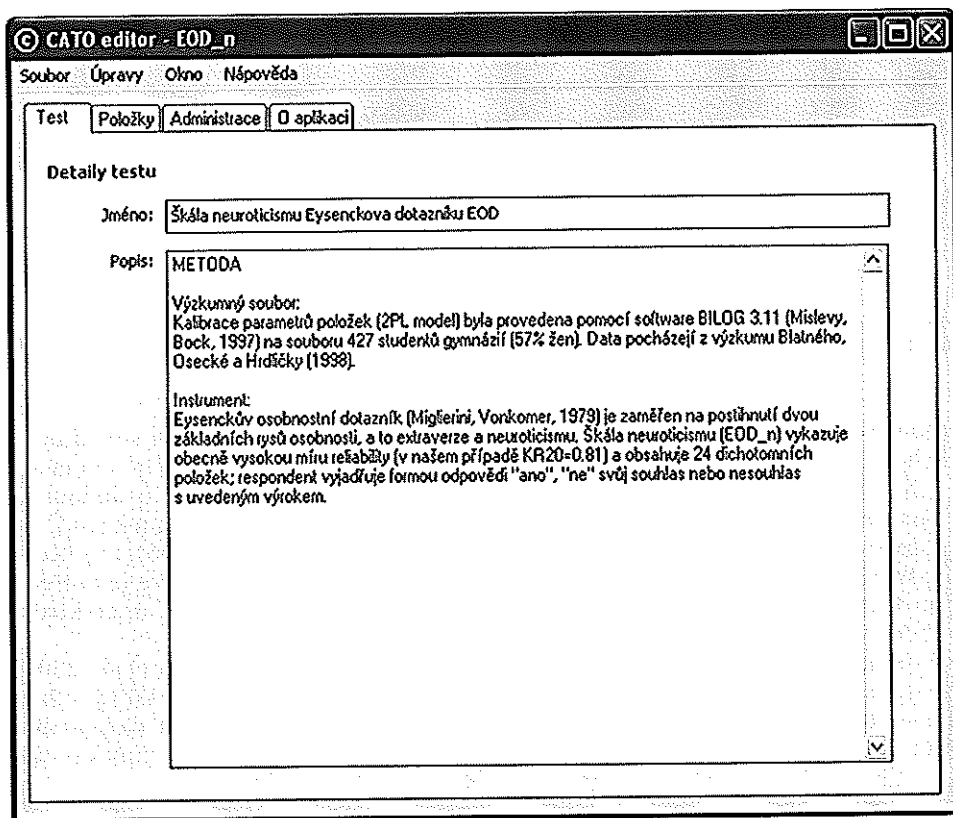 © CATO editor - EOD_n
Soubor Úpravy Okno Nápověda
Test Položky Administrace O aplikaci
Detaily testu
Jméno: Škála neuroticismu Eysenckova dotazníku EOD
Popis: METODA
Výzkumný soubor:
Kalibrace parametrů položek (2PL model) byla provedena pomocí software BILOG 3.11 (Mislevy,
Bock, 1997) na souboru 427 studentů gymnázií (57% žen). Data pocházejí z výzkumu Blatného,
Osecké a Hrdličky (1998).
Instrument:
Eysenckův osobnostní dotazník (Miglierini, Vonkomer, 1979) je zaměřen na postihnutí dvou
základních rysů osobnosti, a to extraverze a neuroticismu. Škála neuroticismu (EOD_n) vykazuje
obecně vysokou míru reliability (v našem případě KR20=0.81) a obsahuje 24 dichotomních
položek; respondent vyjadřuje formou odpovědi "ano", "ne" svůj souhlas nebo nesouhlas
s uvedeným výrokem.